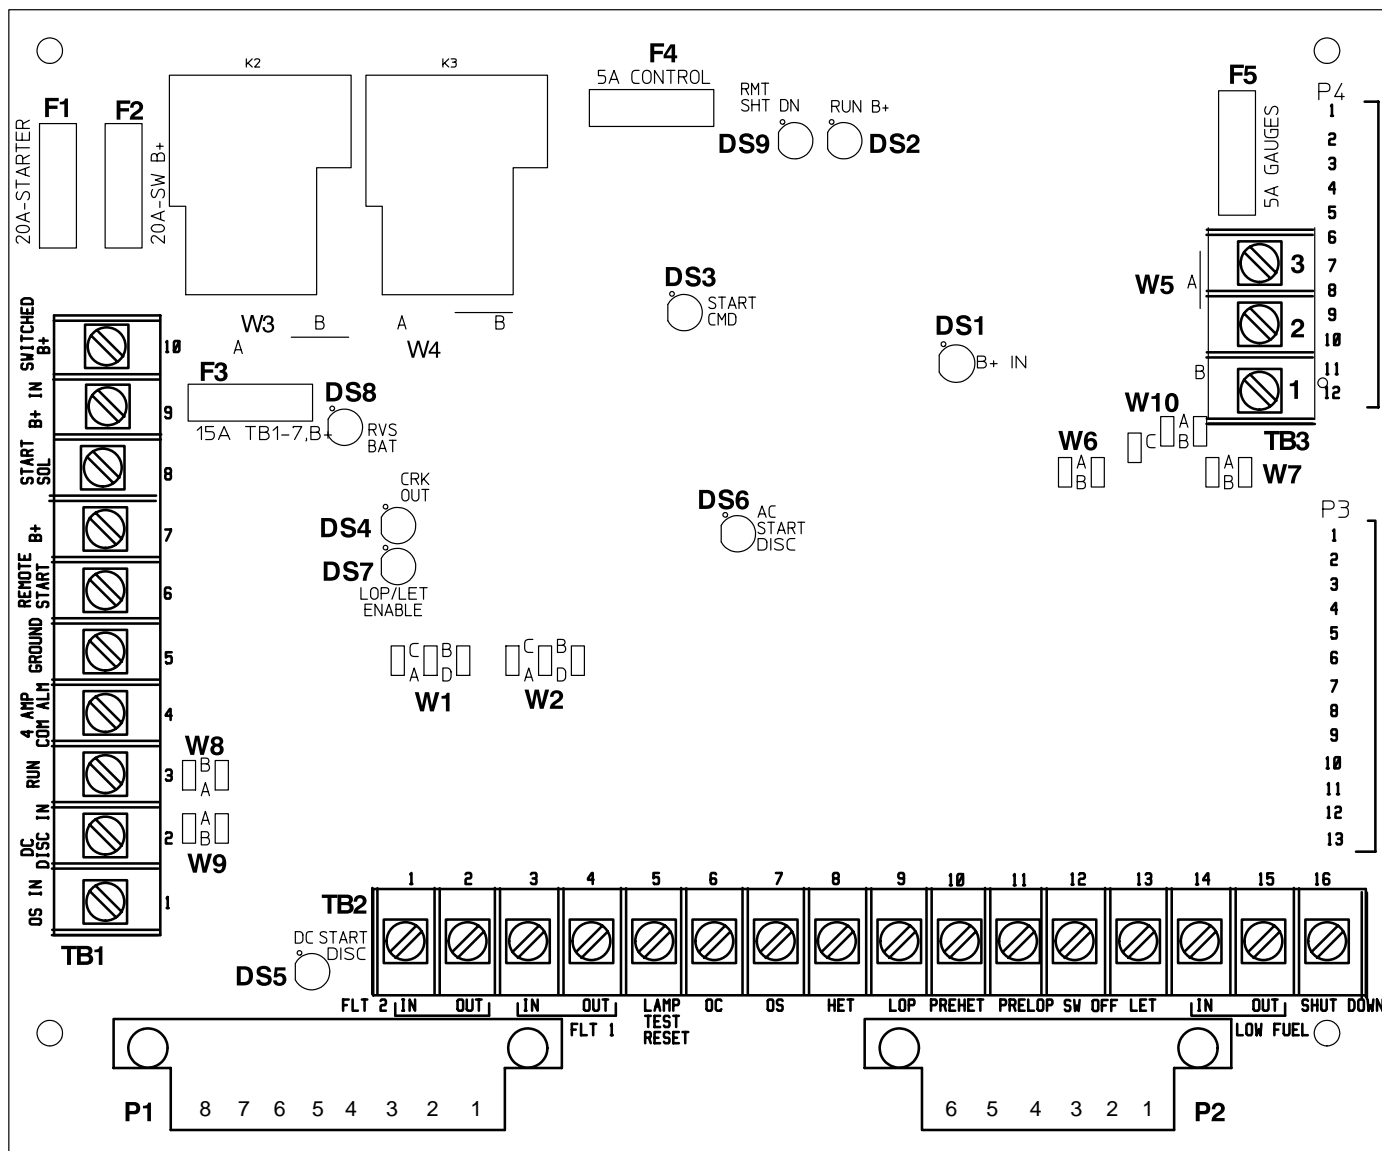 K2
K3
F4
5A CONTROL
RMT
SHT DN
RUN B+
DS9
DS2
F5
5A GAUGES
P4
1
2
3
4
5
6
7
8
9
10
11
12
F1
20A-STARTER
F2
20A-SW B+
W3
A
B
A
B
W4
F3
15A TB1-7,B+
DS8
RVS
BAT
DS3
START
CMD
DS1
B+ IN
W5
A
B
3
2
1
TB3
W10
A
B
C
W6
A
B
A
B
W7
CRK
OUT
DS4
DS7
LOP/LET
ENABLE
DS6
AC
START
DISC
P3
1
2
3
4
5
6
7
8
9
10
11
12
13
C B
A D
W1
C B
A D
W2
SWITCHED
B+
10
B+ IN
9
START
SOL
8
B+
7
REMOTE
START
6
GROUND
5
4 AMP
COM ALM
4
RUN
3
DC
DISC IN
2
OS IN
1
TB1
W8
B
A
A
B
W9
TB2
1 2 3 4 5 6 7 8 9 10 11 12 13 14 15 16
DC START
DISC
DS5
FLT 2 IN OUT IN OUT LAMP OC OS HET LOP PREHET PRELOP SW OFF LET IN OUT SHUT DOWN
FLT 1 TEST LOW FUEL
RESET
P1
8 7 6 5 4 3 2 1
6 5 4 3 2 1
P2